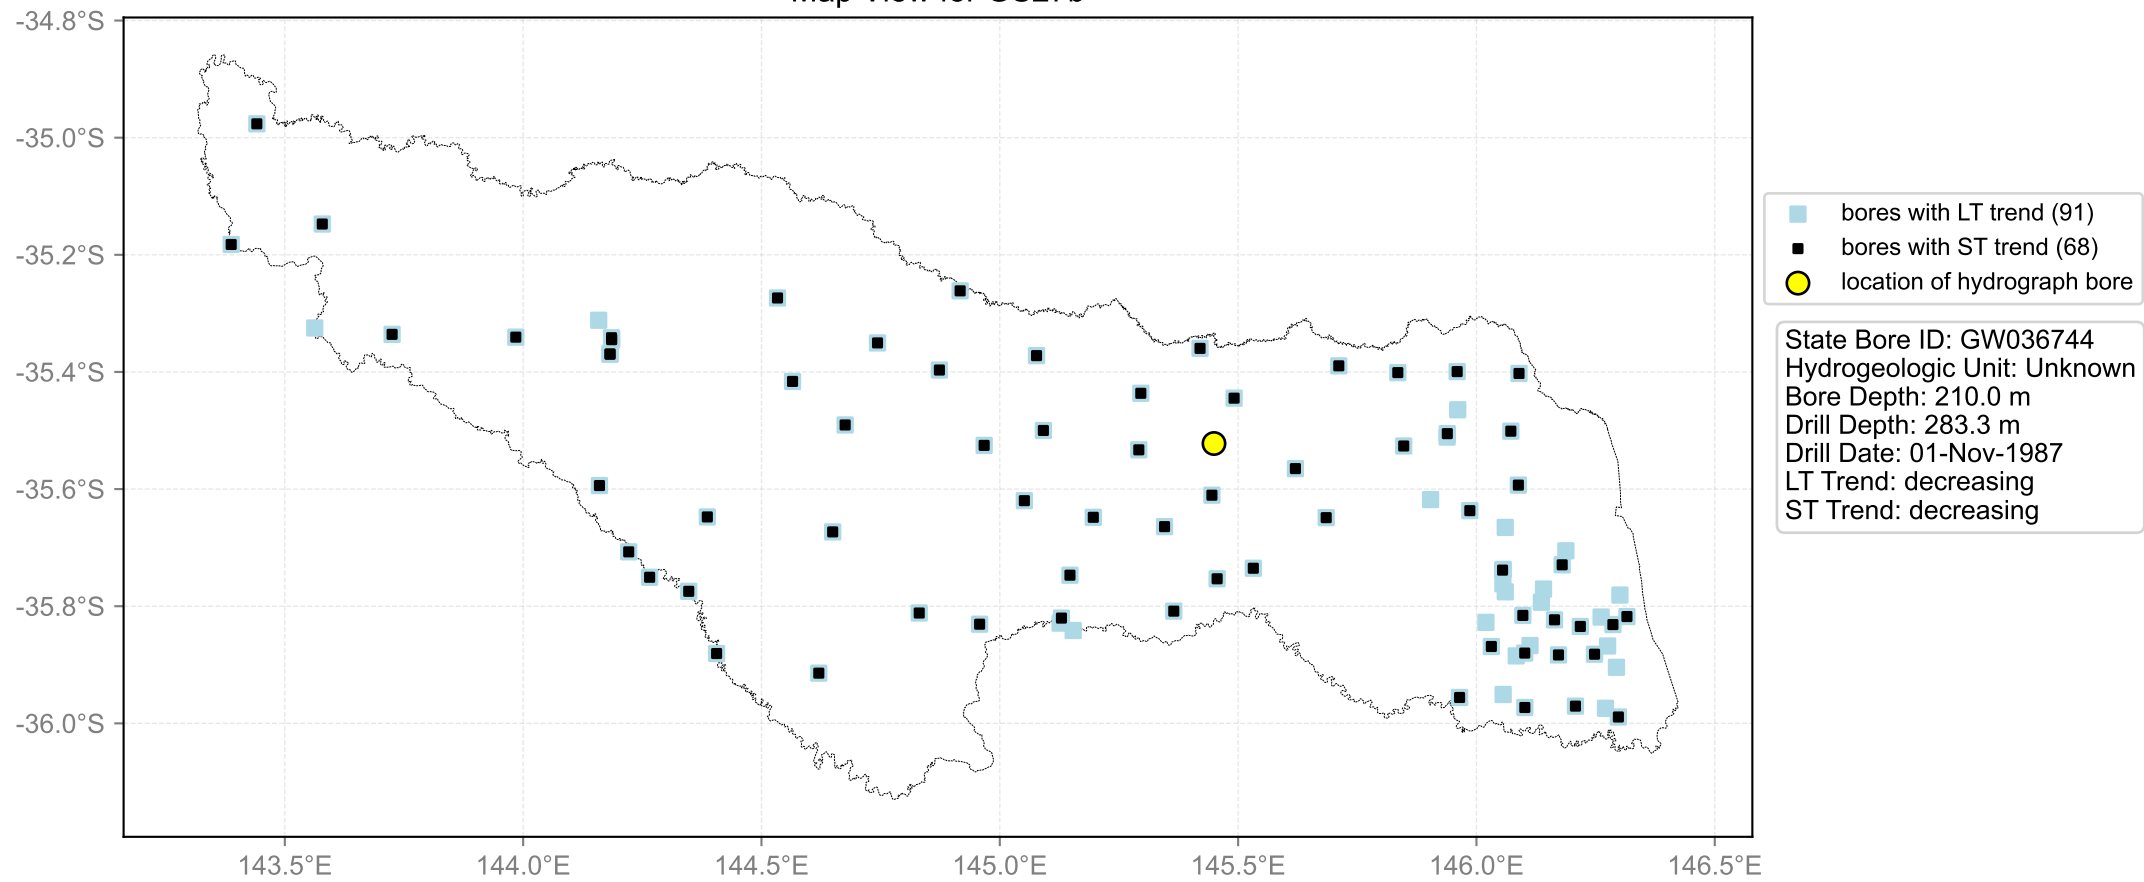 -34.8°S
-35.0°S
-35.2°S
-35.4°S
-35.6°S
-35.8°S
-36.0°S
143.5°E
144.0°E
144.5°E
145.0°E
145.5°E
146.0°E
146.5°E
bores with LT trend (91)
bores with ST trend (68)
location of hydrograph bore
State Bore ID: GW036744
Hydrogeologic Unit: Unknown
Bore Depth: 210.0 m
Drill Depth: 283.3 m
Drill Date: 01-Nov-1987
LT Trend: decreasing
ST Trend: decreasing